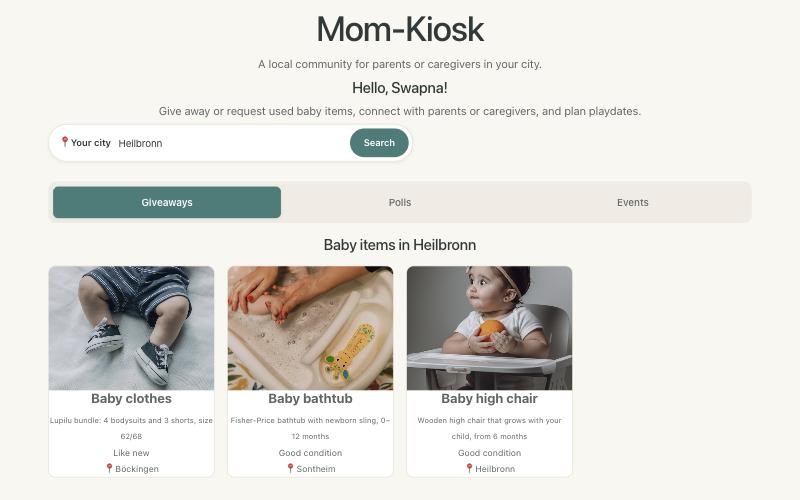 Mom-Kiosk
A local community for parents or caregivers in your city.
Hello, Swapna!
Give away or request used baby items, connect with parents or caregivers, and plan playdates.
Your city Heilbronn Search
Giveaways Polls Events
Baby items in Heilbronn
Baby clothes
Lupilu bundle: 4 bodysuits and 3 shorts, size
62/68
Like new
Böckingen
Baby bathtub
Fisher-Price bathtub with newborn sling, 0–
12 months
Good condition
Sontheim
Baby high chair
Wooden high chair that grows with your
child, from 6 months
Good condition
Heilbronn